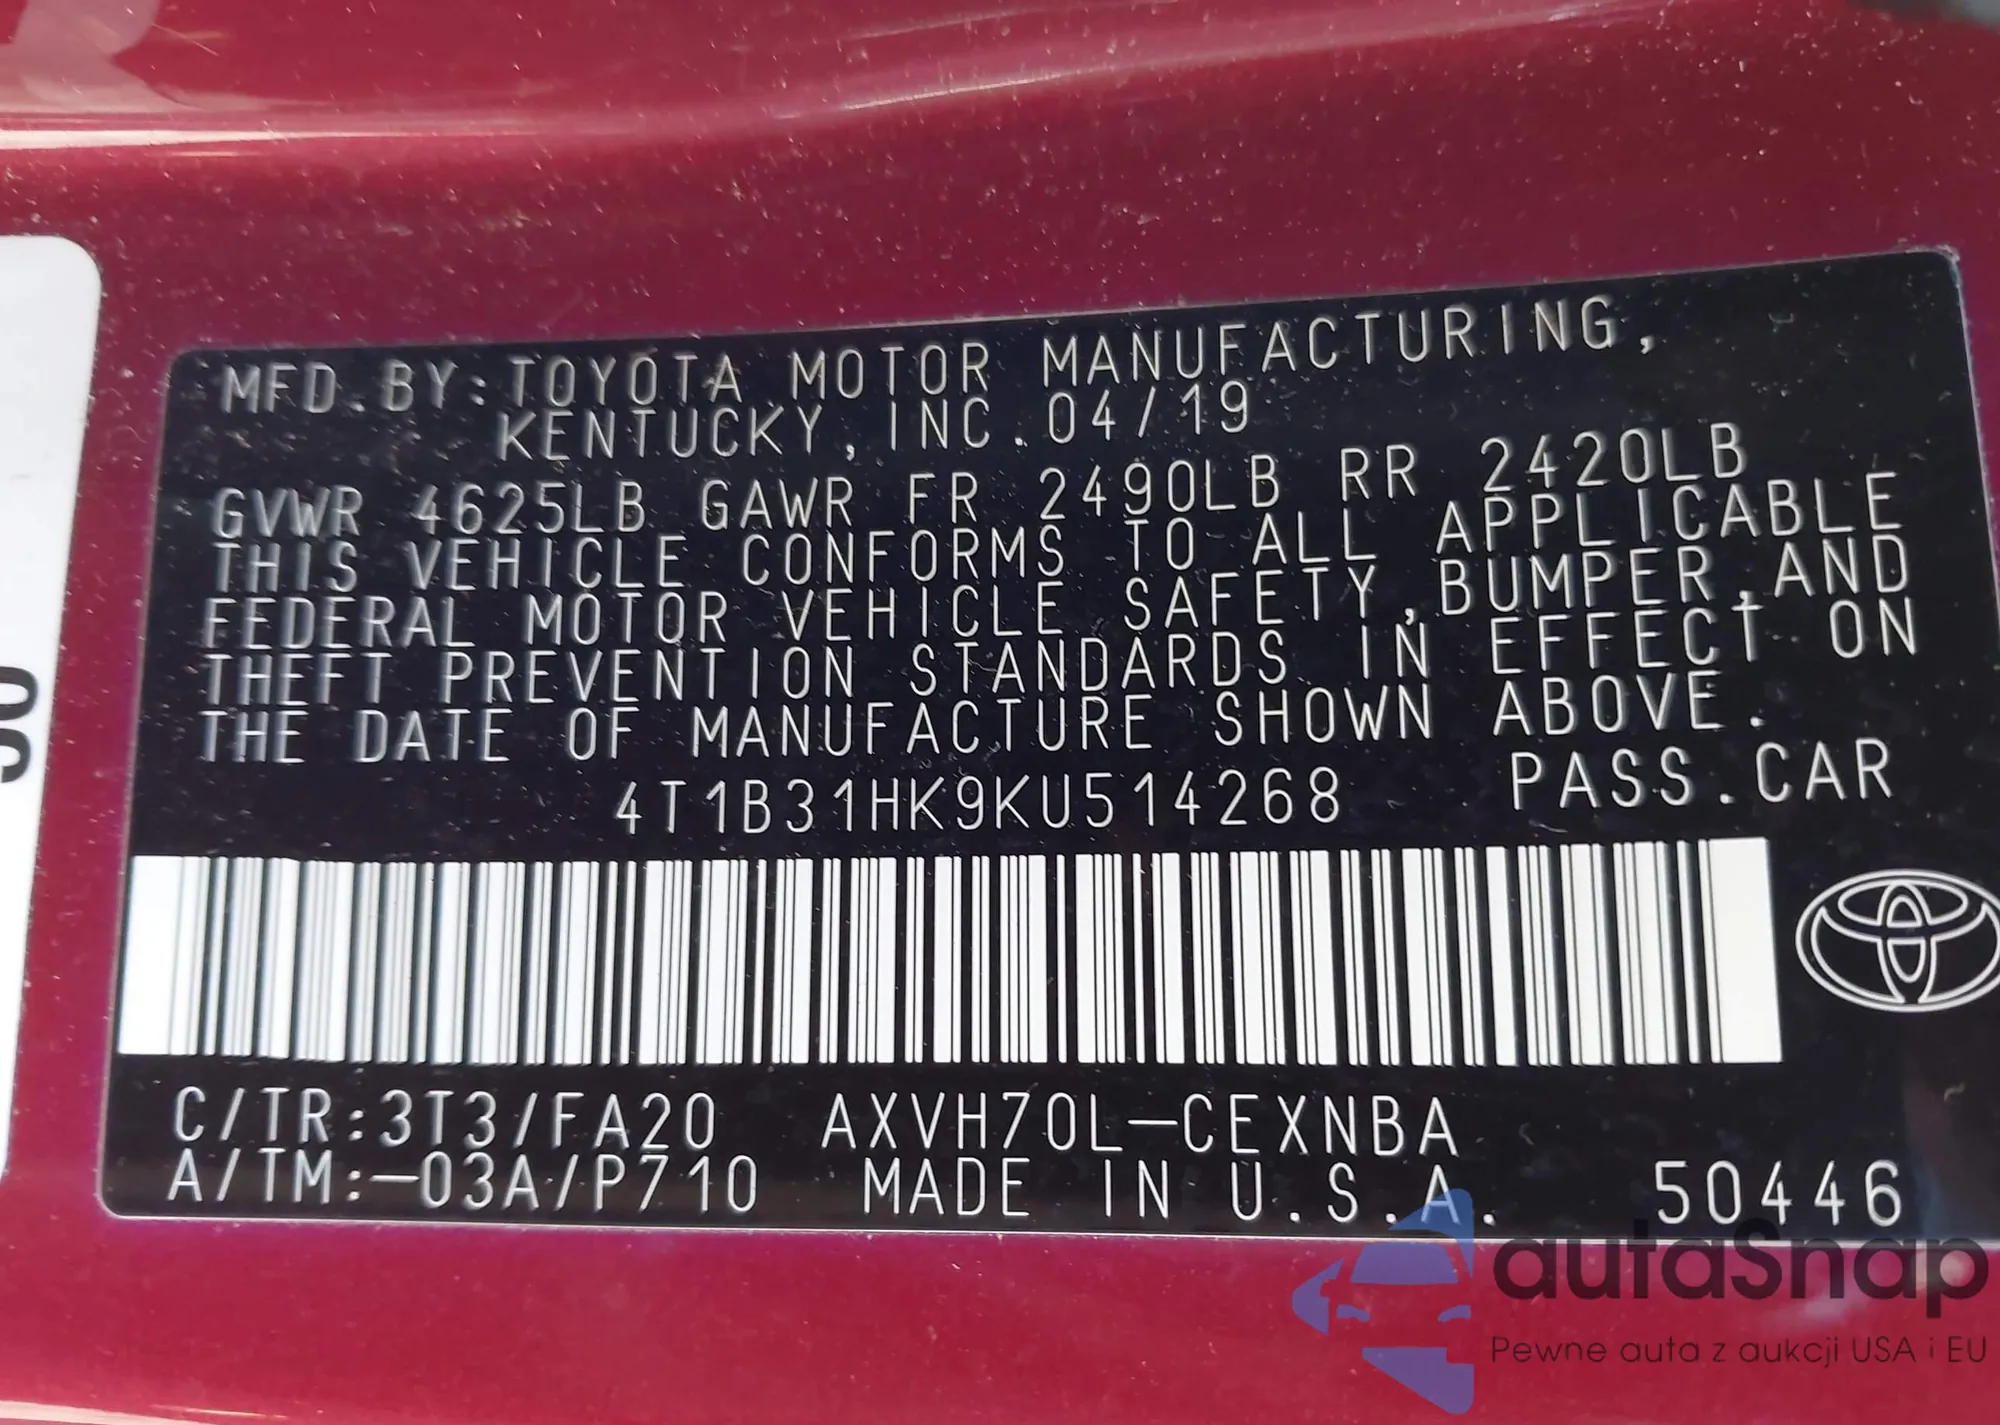 MFD.BY:TOYOTA MOTOR MANUFACTURING,
KENTUCKY, INC. 04/19
GVWR 4625LB GAWR FR 2490LB RR 2420LB
THIS VEHICLE CONFORMS TO ALL APPLICABLE
FEDERAL MOTOR VEHICLE SAFETY, BUMPER, AND
THEFT PREVENTION STANDARDS IN EFFECT ON
THE DATE OF MANUFACTURE SHOWN ABOVE.
4T1B31HK9KU514268 PASS.CAR
C/TR:3T3/FA20 AXVH70L-CEXNBA
A/TM:-03A/P710 MADE IN U.S.A. 50446
autaSnap
Pewne auta z aukcji USA i EU